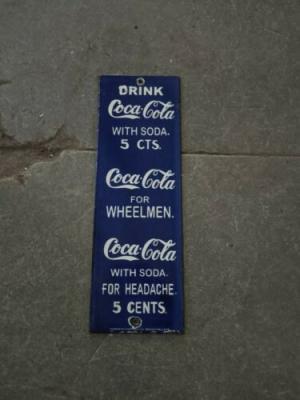 DRINK
Coca-Cola
WITH SODA.
5 CTS.
Coca-Cola
FOR
WHEELMEN.
Coca-Cola
WITH SODA.
FOR HEADACHE.
5 CENTS.